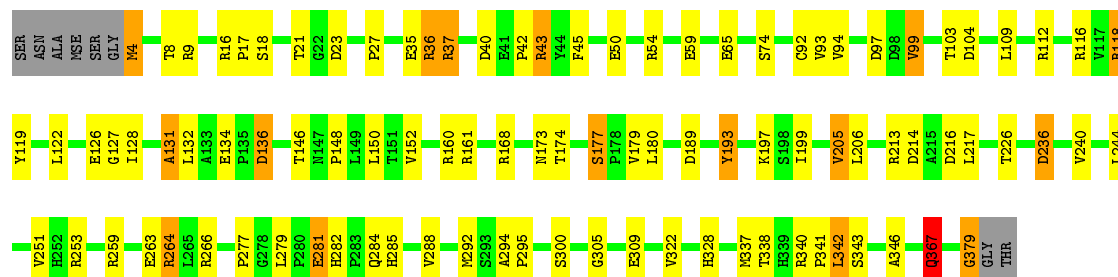 SER ASN ALA MSE SER GLY M4 T8 R9 R16 P17 S18 T21 G22 D23 P27 E35 R36 R37 D40 E41 P42 R43 Y44 F45 E50 R54 E59 E65 S74 C92 V93 V94 D97 D98 V99 T103 D104 L109 R112 R116 V117
Y119 L122 E126 G127 I128 A131 L132 A133 E134 P135 D136 T146 N147 P148 L149 L150 T151 V152 R160 R161 R168 N173 T174 S177 P178 V179 L180 D189 Y193 K197 S198 I199 V205 L206 R213 D214 A215 D216 L217 T226 D236 V240
V251 H252 R253 R259 E263 R264 L265 R266 P277 G278 L279 P280 E281 H282 P283 Q284 H285 V288 M292 S293 A294 P295 S300 G305 E309 V322 H328 M337 T338 H339 R340 P341 L342 S343 A346 Q367 G379 GLY THR